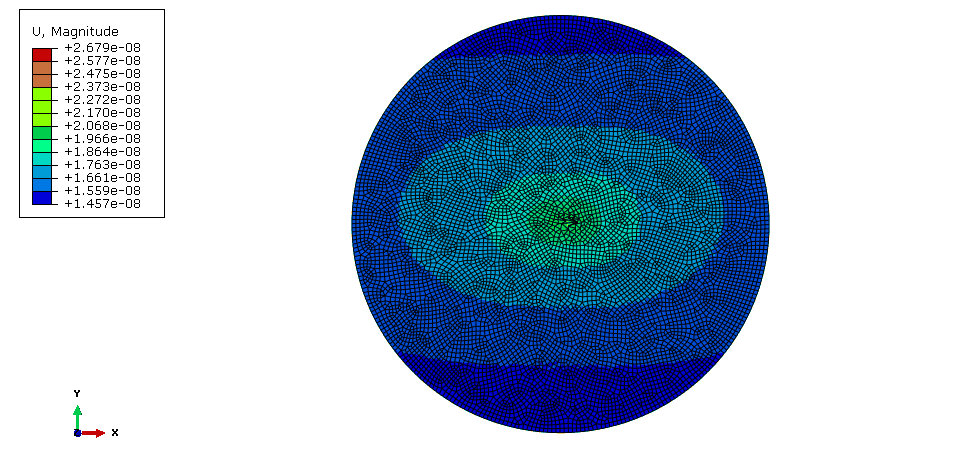 U, Magnitude
+2.679e-08
+2.577e-08
+2.475e-08
+2.373e-08
+2.272e-08
+2.170e-08
+2.068e-08
+1.966e-08
+1.864e-08
+1.763e-08
+1.661e-08
+1.559e-08
+1.457e-08
Y
X